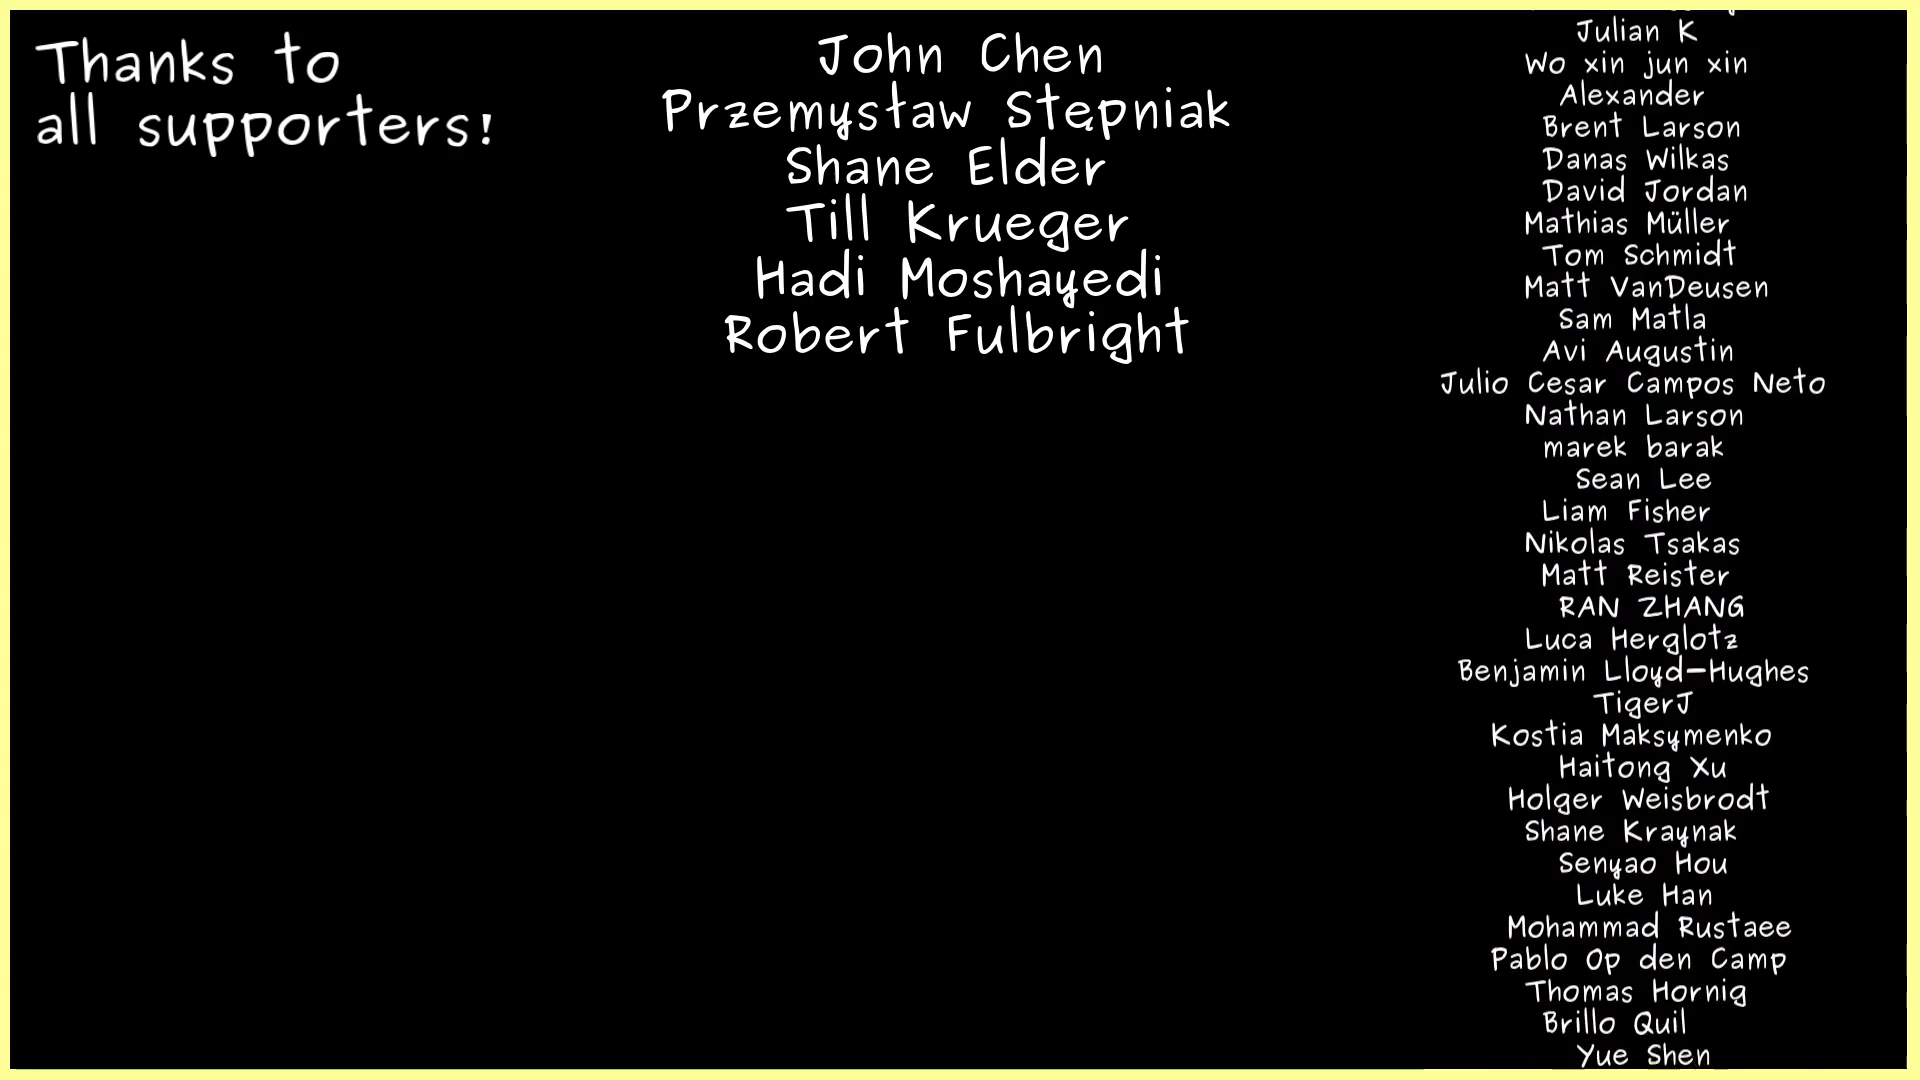 Thanks to
all supporters!
John Chen
Przemysław Stępniak
Shane Elder
Till Krueger
Hadi Moshayedi
Robert Fulbright
Julian K
Wo xin jun xin
Alexander
Brent Larson
Danas Wilkas
David Jordan
Mathias Müller
Tom Schmidt
Matt VanDeusen
Sam Matla
Avi Augustin
Julio Cesar Campos Neto
Nathan Larson
marek barak
Sean Lee
Liam Fisher
Nikolas Tsakas
Matt Reister
RAN ZHANG
Luca Herglotz
Benjamin Lloyd-Hughes
TigerJ
Kostia Maksymenko
Haitong Xu
Holger Weisbrodt
Shane Kraynak
Senyao Hou
Luke Han
Mohammad Rustaee
Pablo Op den Camp
Thomas Hornig
Brillo Quil
Yue Shen